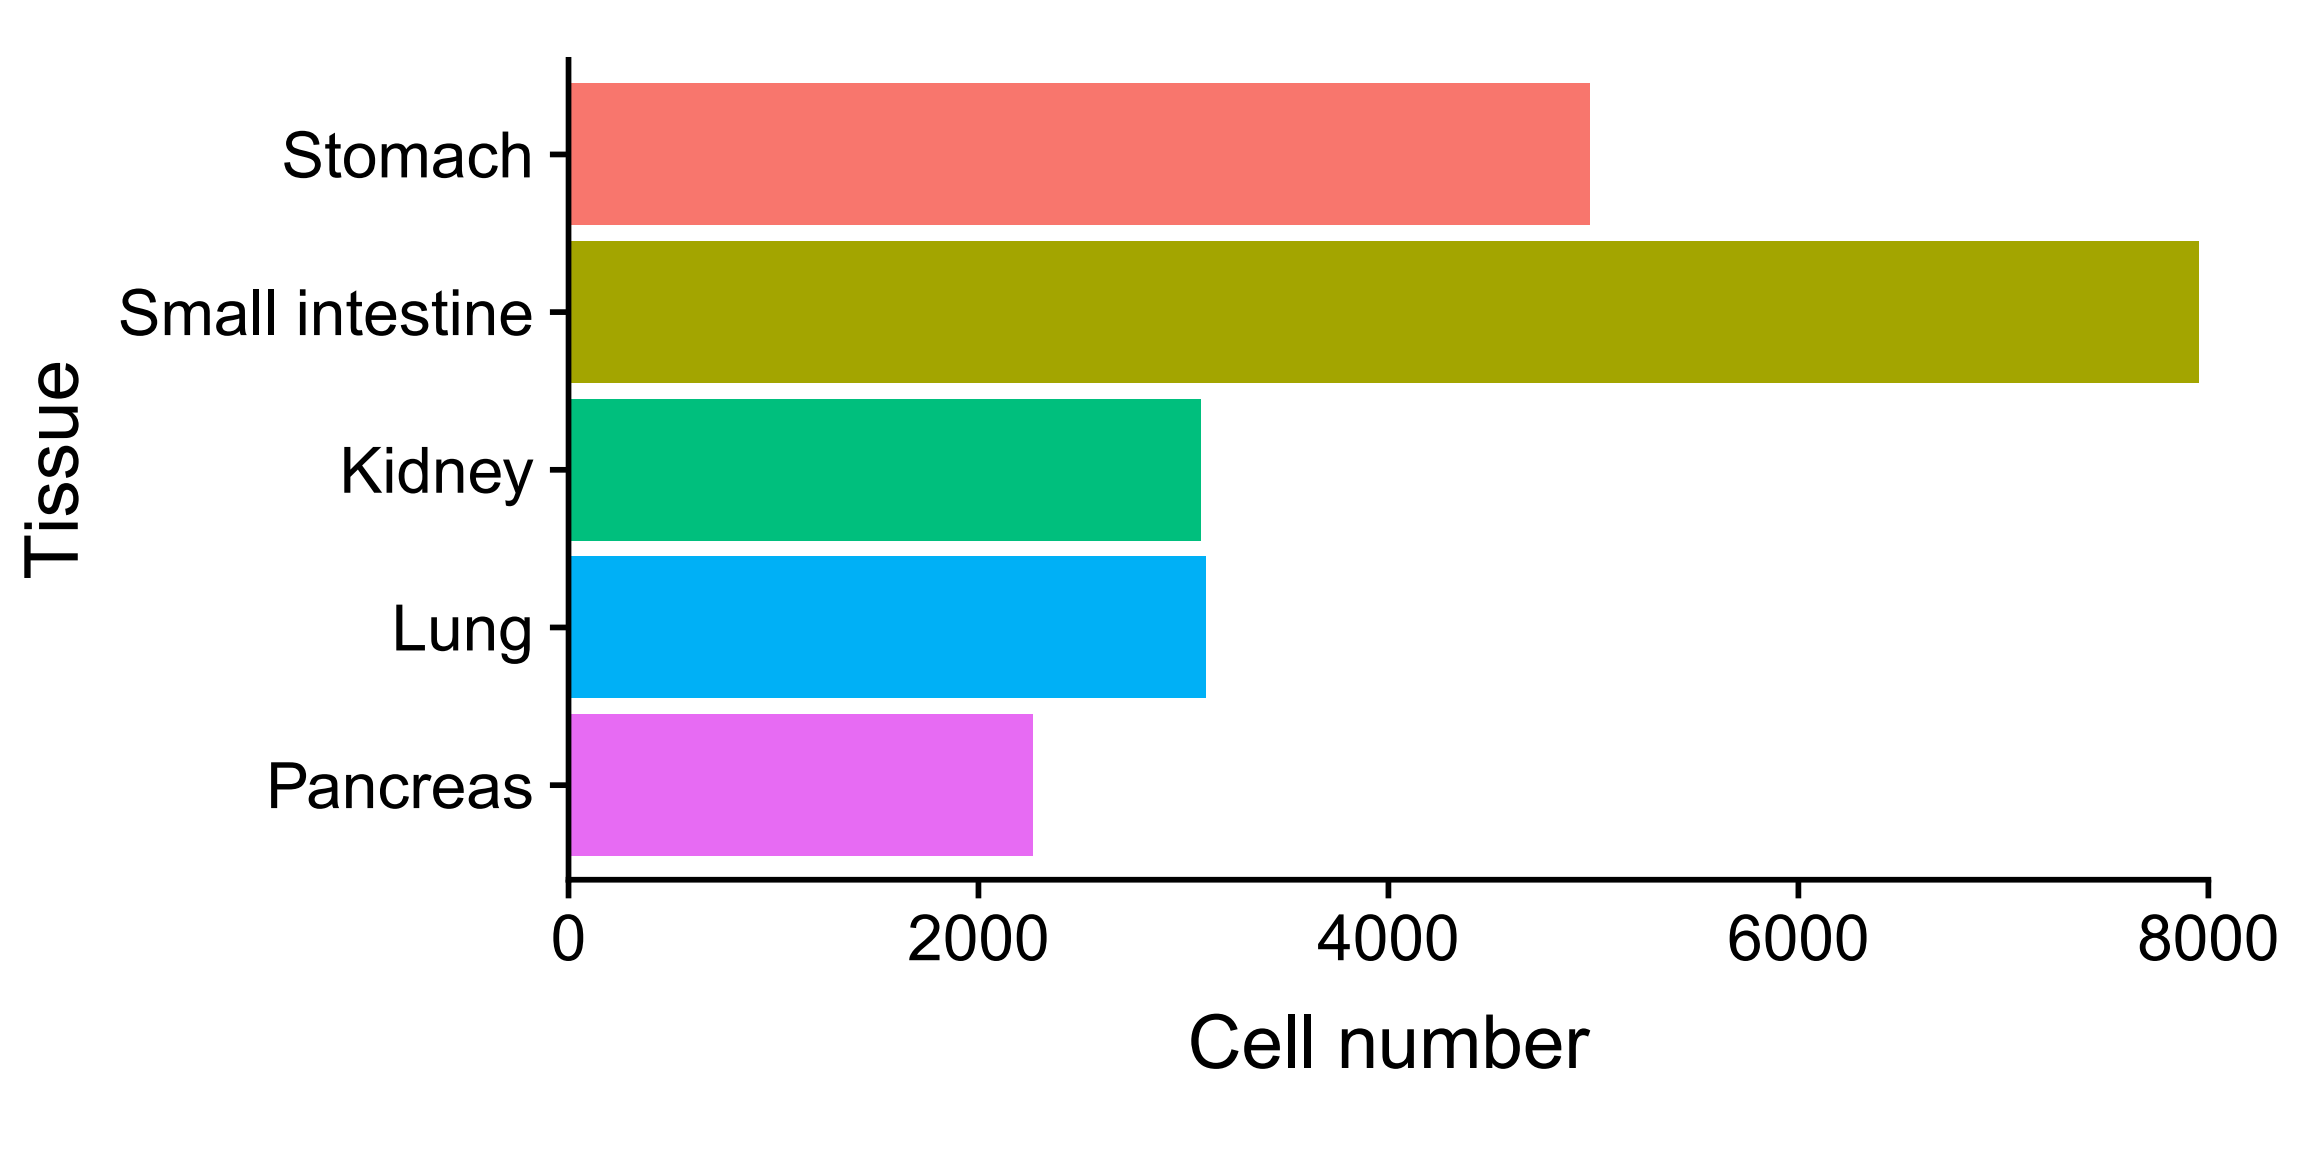 Stomach
Small intestine
Kidney
Lung
Pancreas
Tissue
0 2000 4000 6000 8000
Cell number